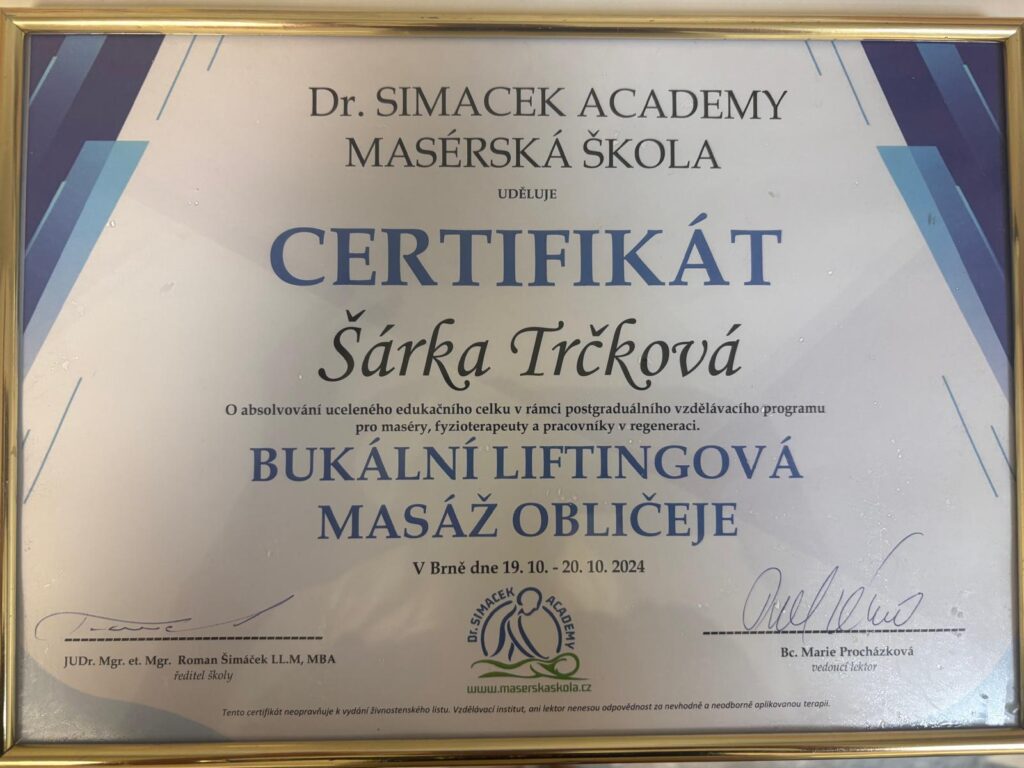 Dr. SIMACEK ACADEMY
MASÉRSKÁ ŠKOLA
UDĚLUJE
CERTIFIKÁT
Šárka Trčková
O absolvování uceleného edukačního celku v rámci postgraduálního vzdělávacího programu
pro maséry, fyzioterapeuty a pracovníky v regeneraci.
BUKÁLNÍ LIFTINGOVÁ
MASÁŽ OBLIČEJE
V Brně dne 19. 10. - 20. 10. 2024
Dr. SIMACEK ACADEMY
www.maserskaskola.cz
JUDr. Mgr. et. Mgr. Roman Šimáček LL.M, MBA
ředitel školy
Bc. Marie Procházková
vedoucí lektor
Tento certifikát neopravňuje k vydání živnostenského listu. Vzdělávací institut, ani lektor nenesou odpovědnost za nevhodně a neodborně aplikovanou terapii.